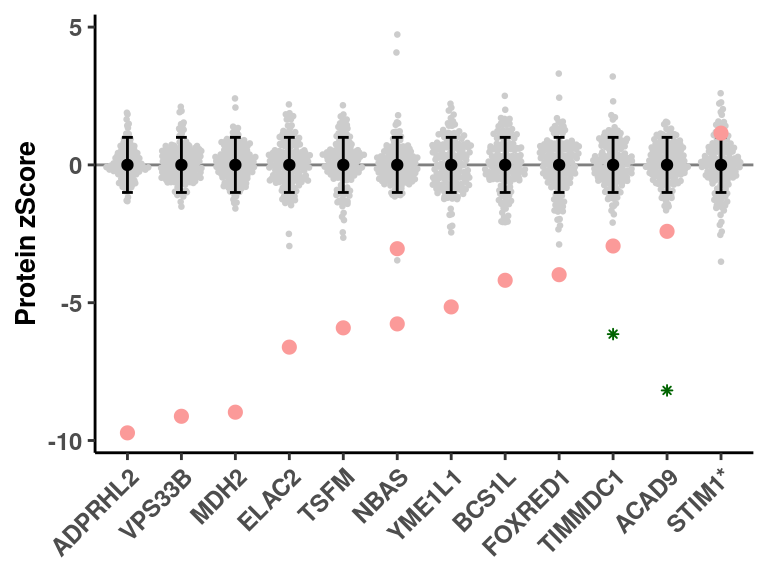 Protein zScore
5
0
-5
-10
ADPRHL2
VPS33B
MDH2
ELAC2
TSFM
NBAS
YME1L1
BCS1L
FOXRED1
TIMMDC1
ACAD9
STIM1*